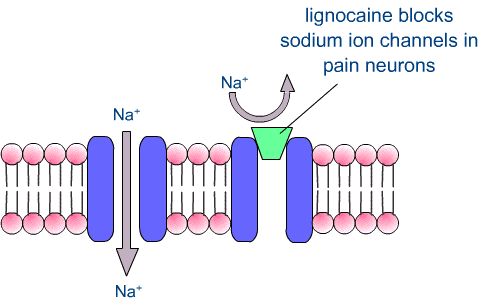 lignocaine blocks
sodium ion channels in
pain neurons
Na⁺
Na⁺
Na⁺